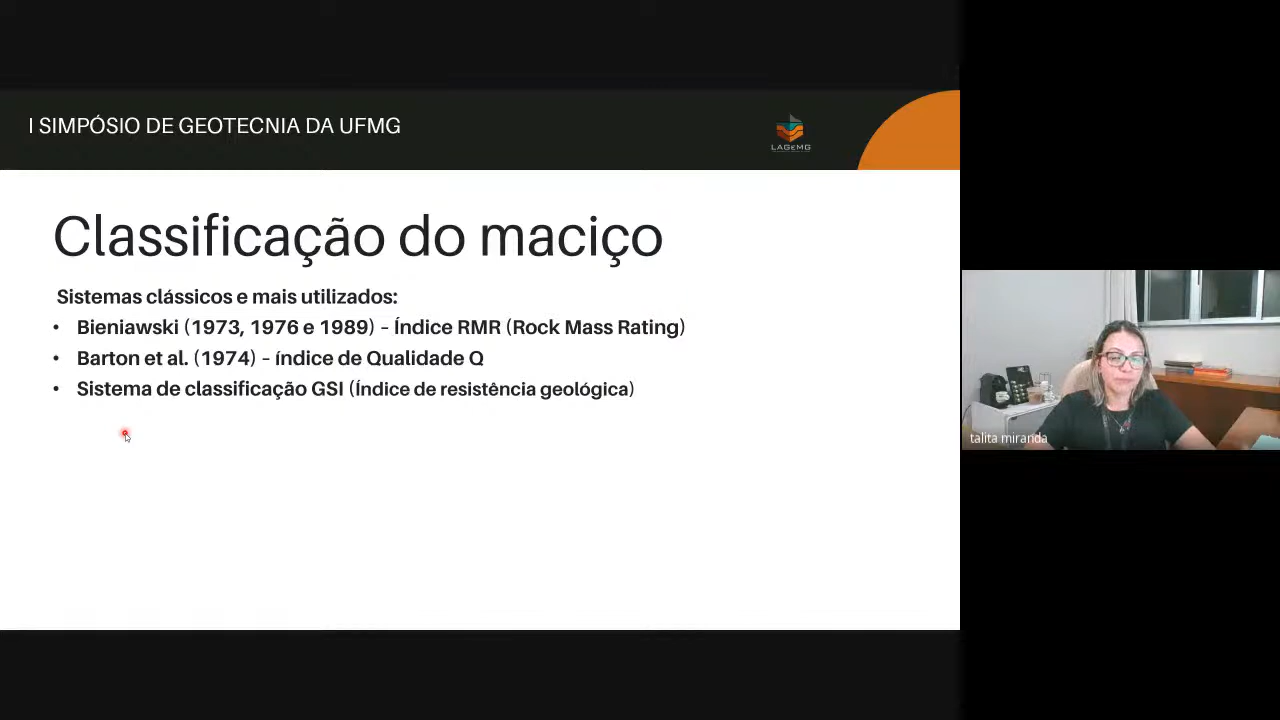 I SIMPÓSIO DE GEOTECNIA DA UFMG
LAGEMG
Classificação do maciço
Sistemas clássicos e mais utilizados:
• Bieniawski (1973, 1976 e 1989) – Índice RMR (Rock Mass Rating)
• Barton et al. (1974) – índice de Qualidade Q
• Sistema de classificação GSI (Índice de resistência geológica)
talita miranda